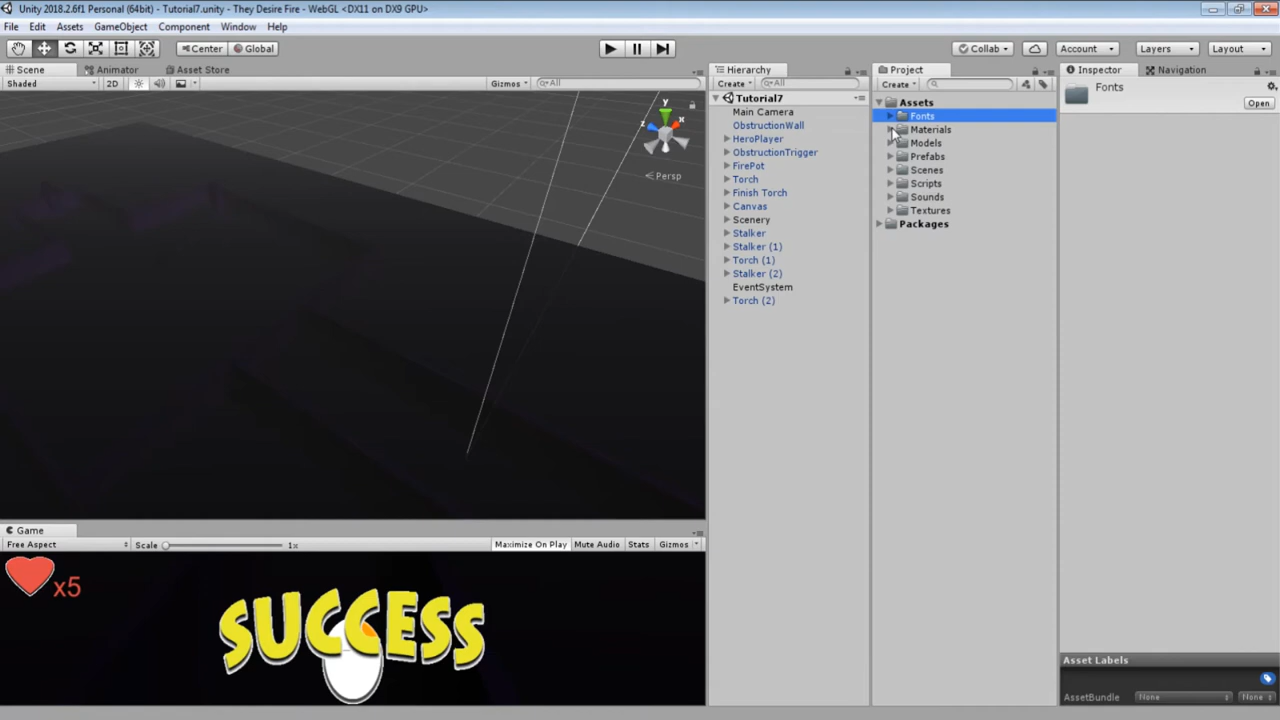 Unity 2018.2.6f1 Personal (64bit) - Tutorial7.unity - They Desire Fire - WebGL <DX11 on DX9 GPU>
File Edit Assets GameObject Component Window Help
Center Global Collab Account Layers Layout
Scene Animator Asset Store
Shaded 2D Gizmos All
y
x
z
Persp
Game
Free Aspect Scale 1x Maximize On Play Mute Audio Stats Gizmos
x5
SUCCESS
Hierarchy
Create All
Tutorial7
Main Camera
ObstructionWall
HeroPlayer
ObstructionTrigger
FirePot
Torch
Finish Torch
Canvas
Scenery
Stalker
Stalker (1)
Torch (1)
Stalker (2)
EventSystem
Torch (2)
Project
Create
Assets
Fonts
Materials
Models
Prefabs
Scenes
Scripts
Sounds
Textures
Packages
Inspector Navigation
Fonts
Open
Asset Labels
AssetBundle None None